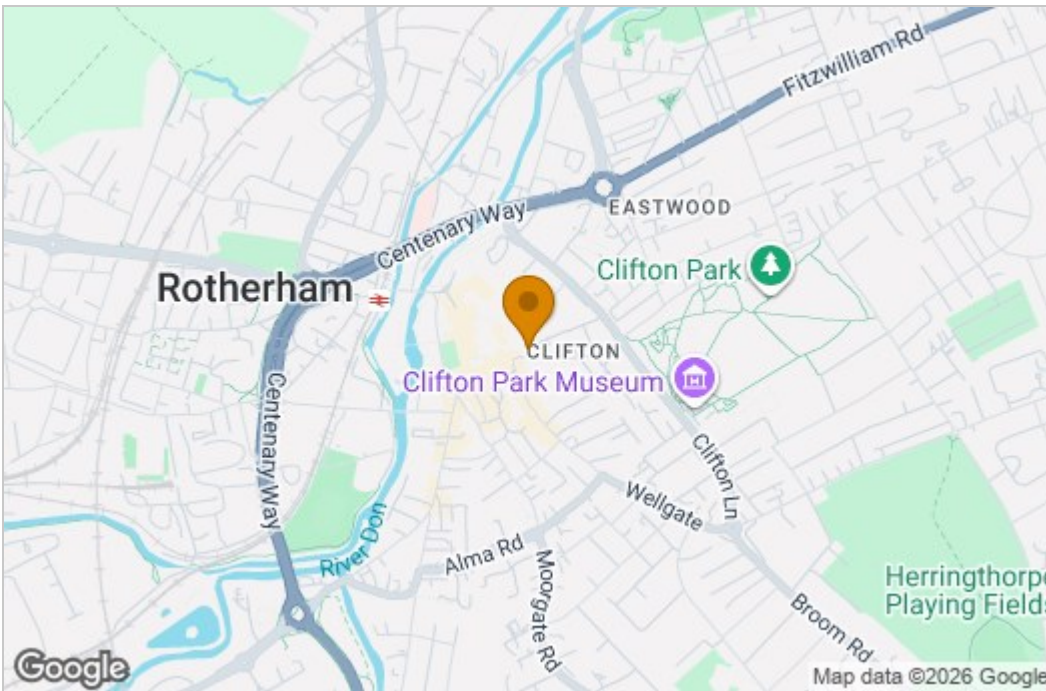 Fitzwilliam Rd
Centenary Way
EASTWOOD
Clifton Park
Rotherham
CLIFTON
Clifton Park Museum
Centenary Way
Clifton Ln
Wellgate
River Don
Alma Rd
Moorgate Rd
Herringthorpe
Playing Fields
Broom Rd
Google
Map data ©2026 Google